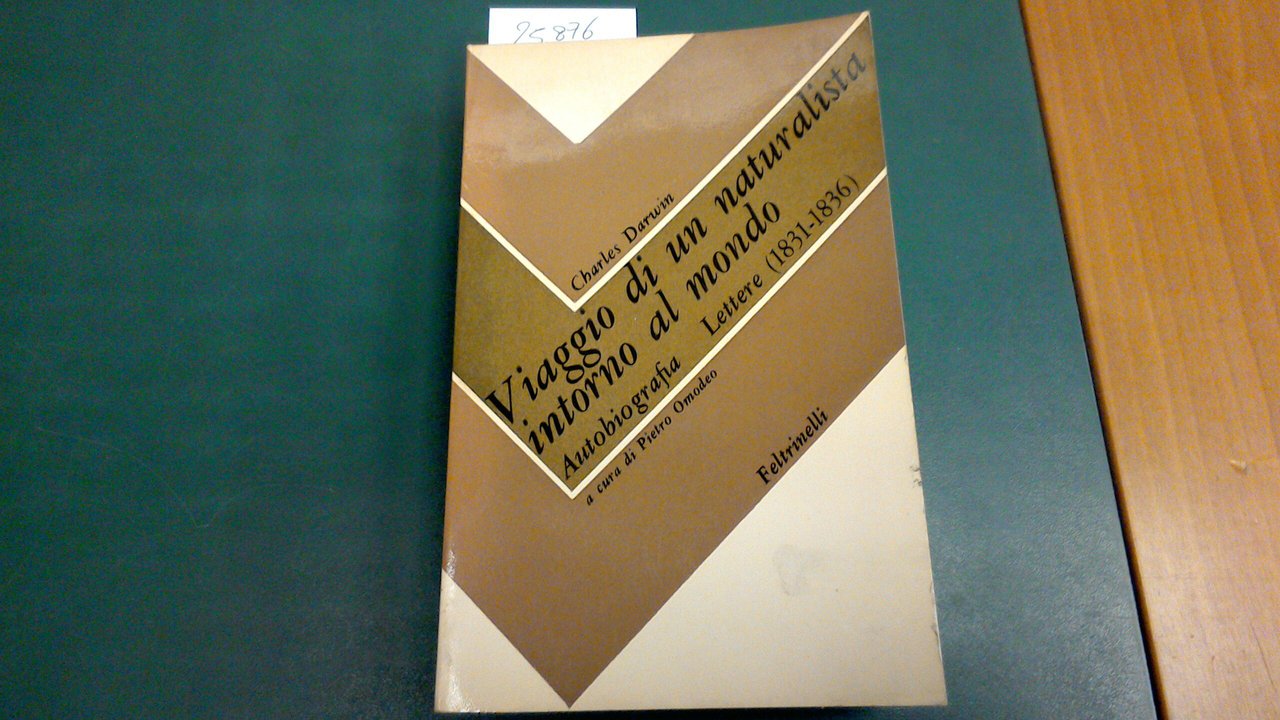 25876
Charles Darwin
Viaggio di un naturalista
intorno al mondo
Autobiografia Lettere (1831-1836)
a cura di Pietro Omodeo
Feltrinelli